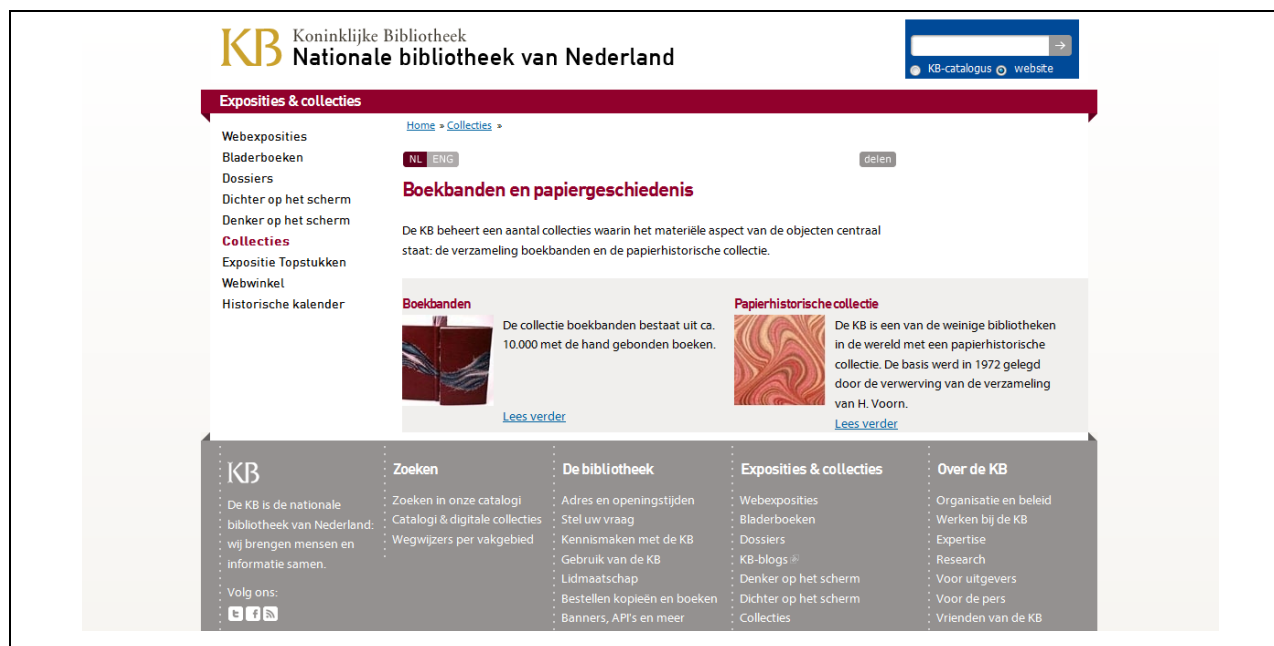 KB Koninklijke Bibliotheek
Nationale bibliotheek van Nederland
KB-catalogus website
Exposities & collecties
Webexposities
Bladerboeken
Dossiers
Dichter op het scherm
Denker op het scherm
Collecties
Expositie Topstukken
Webwinkel
Historische kalender
Home » Collecties »
NL ENG
delen
Boekbanden en papiergeschiedenis
De KB beheert een aantal collecties waarin het materiële aspect van de objecten centraal
staat: de verzameling boekbanden en de papierhistorische collectie.
Boekbanden
De collectie boekbanden bestaat uit ca.
10.000 met de hand gebonden boeken.
Lees verder
Papierhistorische collectie
De KB is een van de weinige bibliotheken
in de wereld met een papierhistorische
collectie. De basis werd in 1972 gelegd
door de verwerving van de verzameling
van H. Voorn.
Lees verder
KB
De KB is de nationale
bibliotheek van Nederland:
wij brengen mensen en
informatie samen.
Volg ons:
Zoeken
Zoeken in onze catalogi
Catalogi & digitale collecties
Wegwijzers per vakgebied
De bibliotheek
Adres en openingstijden
Stel uw vraag
Kennismaken met de KB
Gebruik van de KB
Lidmaatschap
Bestellen kopieën en boeken
Banners, API's en meer
Exposities & collecties
Webexposities
Bladerboeken
Dossiers
KB-blogs
Denker op het scherm
Dichter op het scherm
Collecties
Over de KB
Organisatie en beleid
Werken bij de KB
Expertise
Research
Voor uitgevers
Voor de pers
Vrienden van de KB